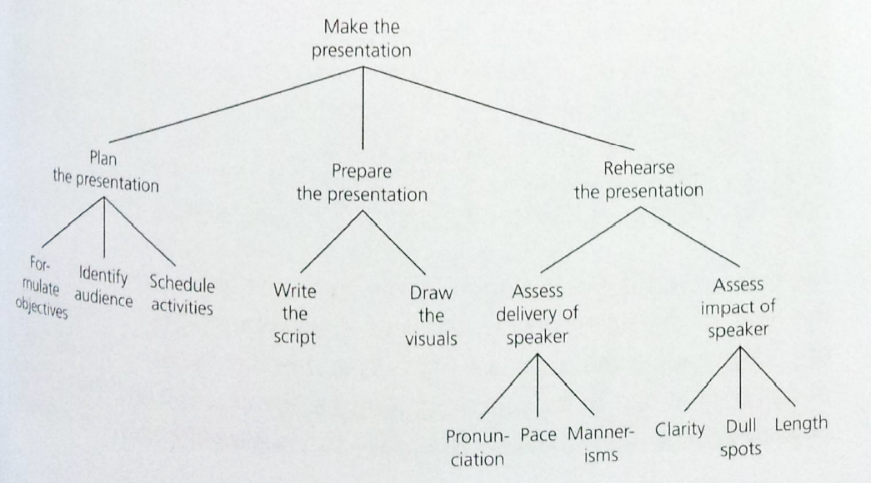 Make the
presentation
Plan
the presentation
Prepare
the presentation
Rehearse
the presentation
For-
mulate
objectives
Identify
audience
Schedule
activities
Write
the
script
Draw
the
visuals
Assess
delivery of
speaker
Assess
impact of
speaker
Pronun-
ciation
Pace
Manner-
isms
Clarity
Dull
spots
Length